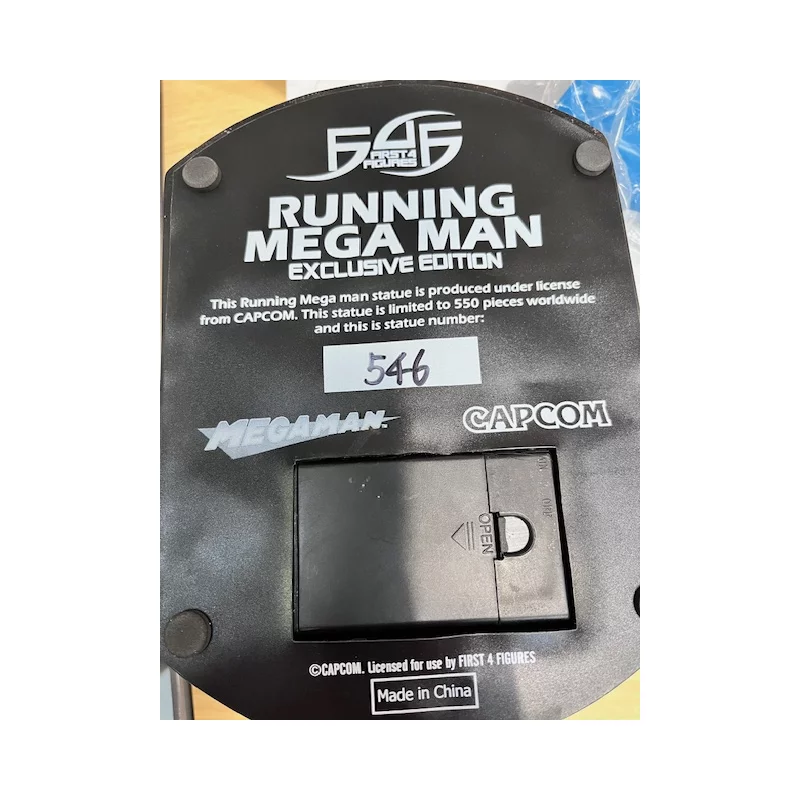 F4F
FIRST 4
FIGURES
RUNNING
MEGA MAN
EXCLUSIVE EDITION
This Running Mega man statue is produced under license
from CAPCOM. This statue is limited to 550 pieces worldwide
and this is statue number:
546
MEGAMAN™
CAPCOM
OPEN
©CAPCOM. Licensed for use by FIRST 4 FIGURES
Made in China